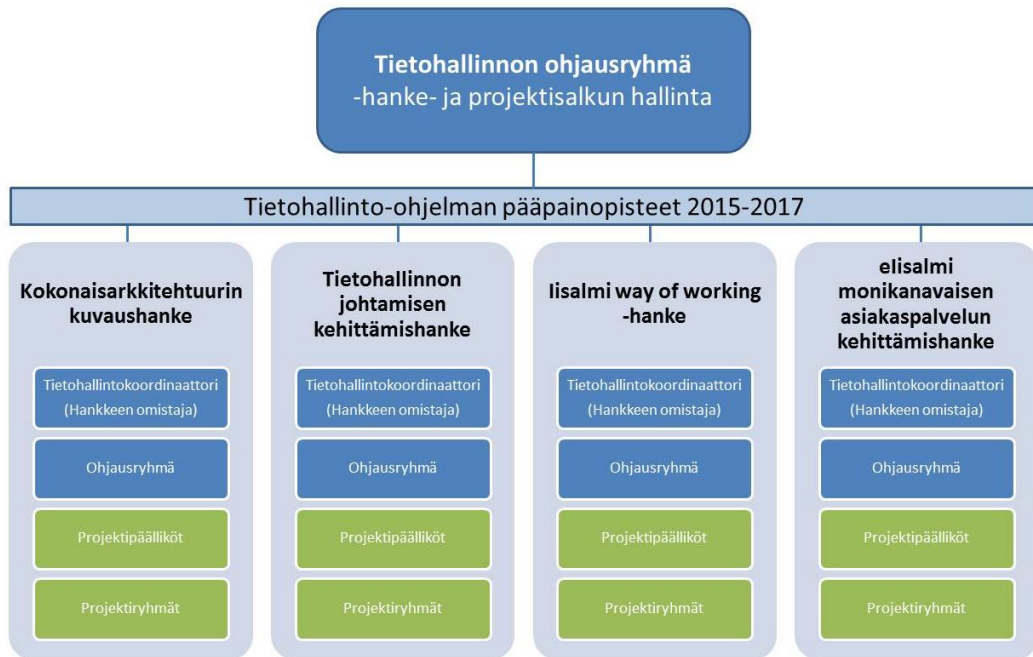 Tietohallinnon ohjausryhmä
-hanke- ja projektisalkun hallinta
Tietohallinto-ohjelman pääpainopisteet 2015-2017
Kokonaisarkkitehtuurin
kuvaushanke
Tietohallintokoordinaattori
(Hankkeen omistaja)
Ohjausryhmä
Projektipäälliköt
Projektiryhmät
Tietohallinnon
johtamisen
kehittämishanke
Tietohallintokoordinaattori
(Hankkeen omistaja)
Ohjausryhmä
Projektipäälliköt
Projektiryhmät
Iisalmi way of working
-hanke
Tietohallintokoordinaattori
(Hankkeen omistaja)
Ohjausryhmä
Projektipäälliköt
Projektiryhmät
eIisalmi
monikanavaisen
asiakaspalvelun
kehittämishanke
Tietohallintokoordinaattori
(Hankkeen omistaja)
Ohjausryhmä
Projektipäälliköt
Projektiryhmät